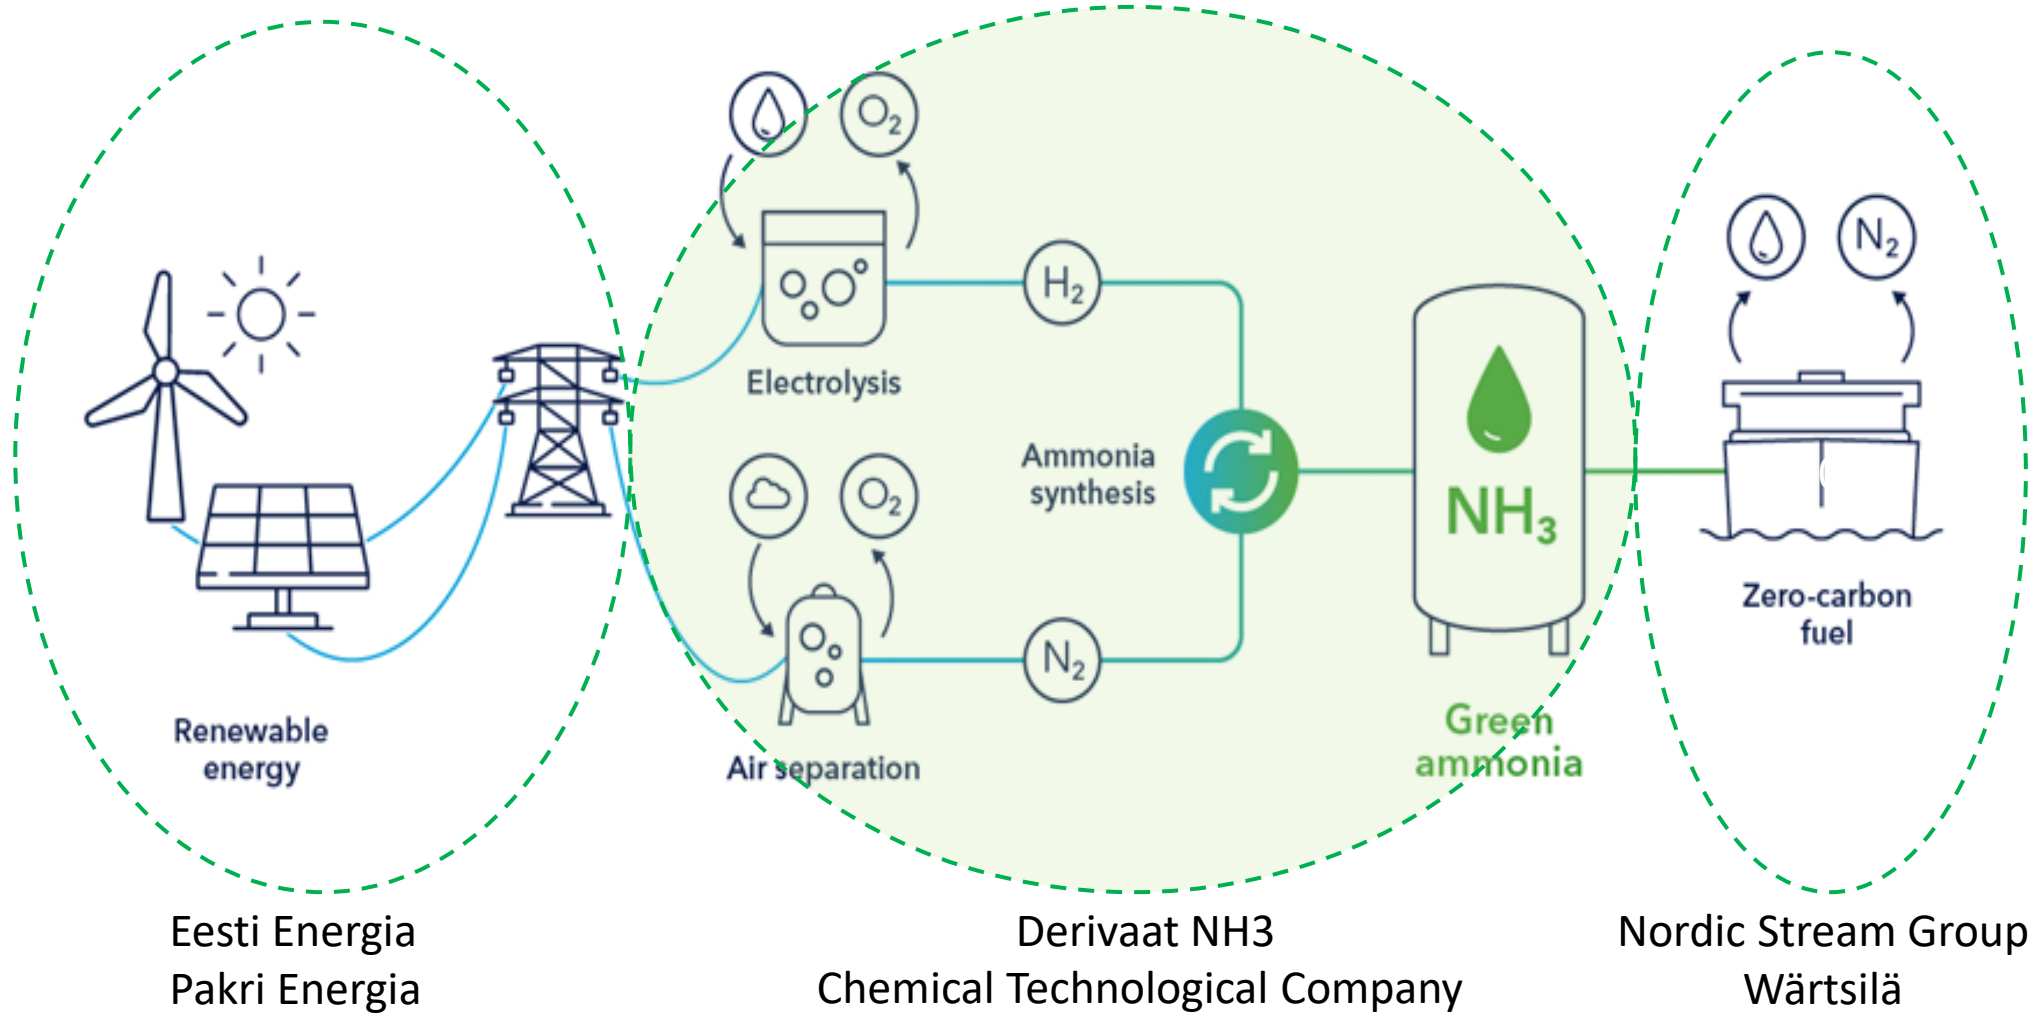 O₂
H₂
Electrolysis
N₂
Ammonia
synthesis
O₂
NH₃
N₂
Zero-carbon
fuel
Renewable
energy
Air separation
Green
ammonia
Eesti Energia
Pakri Energia
Derivaat NH3
Chemical Technological Company
Nordic Stream Group
Wärtsilä